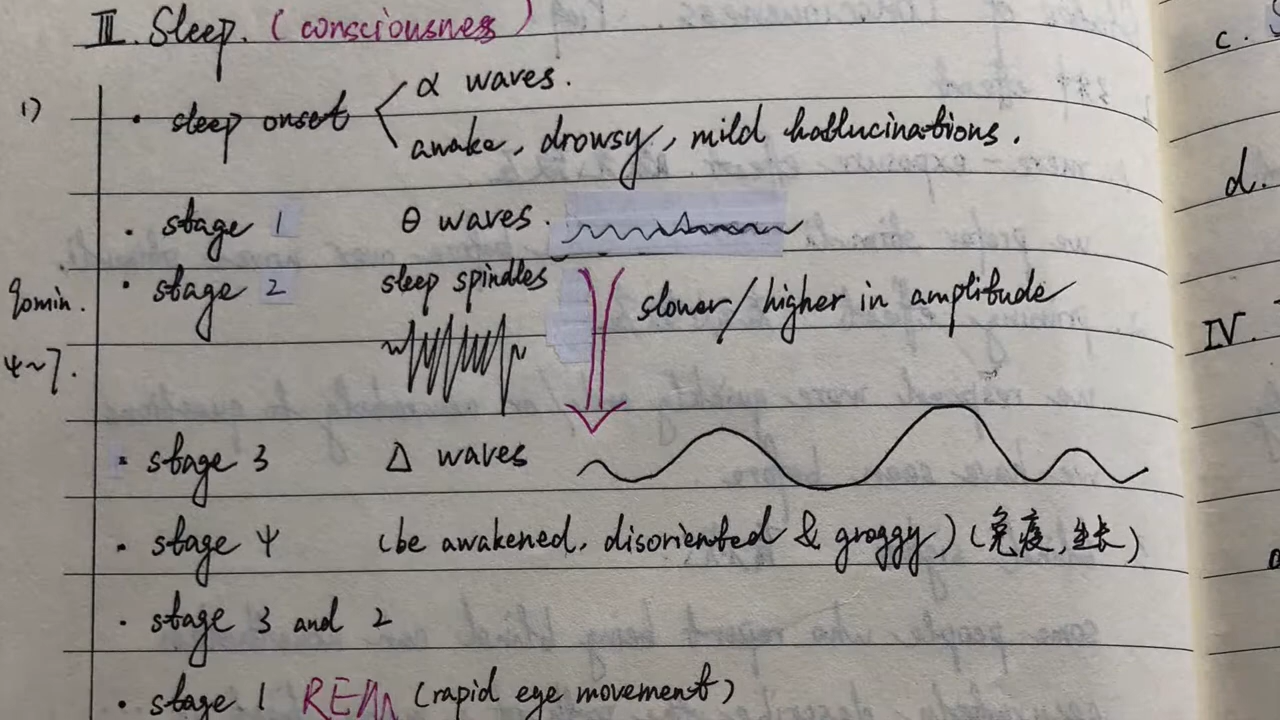 III. Sleep. (consciousness)
1) · sleep onset < α waves.
awake, drowsy, mild hallucinations.
· stage 1 θ waves.
· stage 2 sleep spindles slower/higher in amplitude
90min.
4~7.
· stage 3 Δ waves
· stage 4 (be awakened, disoriented & groggy) (免疫,生长)
· stage 3 and 2
· stage 1 REM (rapid eye movement)
c.
d.
IV.